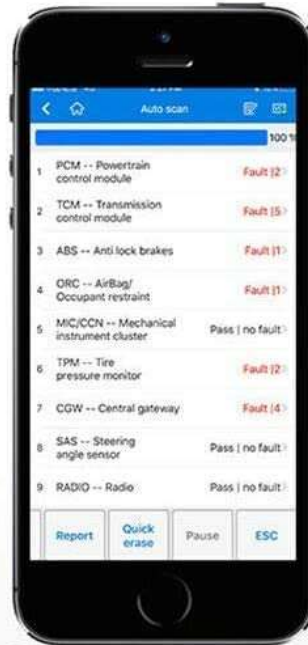 Auto scan
100 %
1 PCM -- Powertrain
control module
Fault |2>
2 TCM -- Transmission
control module
Fault |5>
3 ABS -- Anti lock brakes Fault |1>
4 ORC -- AirBag/
Occupant restraint
Fault |1>
5 MIC/CCN -- Mechanical
instrument cluster
Pass | no fault>
6 TPM -- Tire
pressure monitor
Fault |2>
7 CGW -- Central gateway Fault |4>
8 SAS -- Steering
angle sensor
Pass | no fault>
9 RADIO -- Radio Pass | no fault>
Report
Quick
erase
Pause
ESC